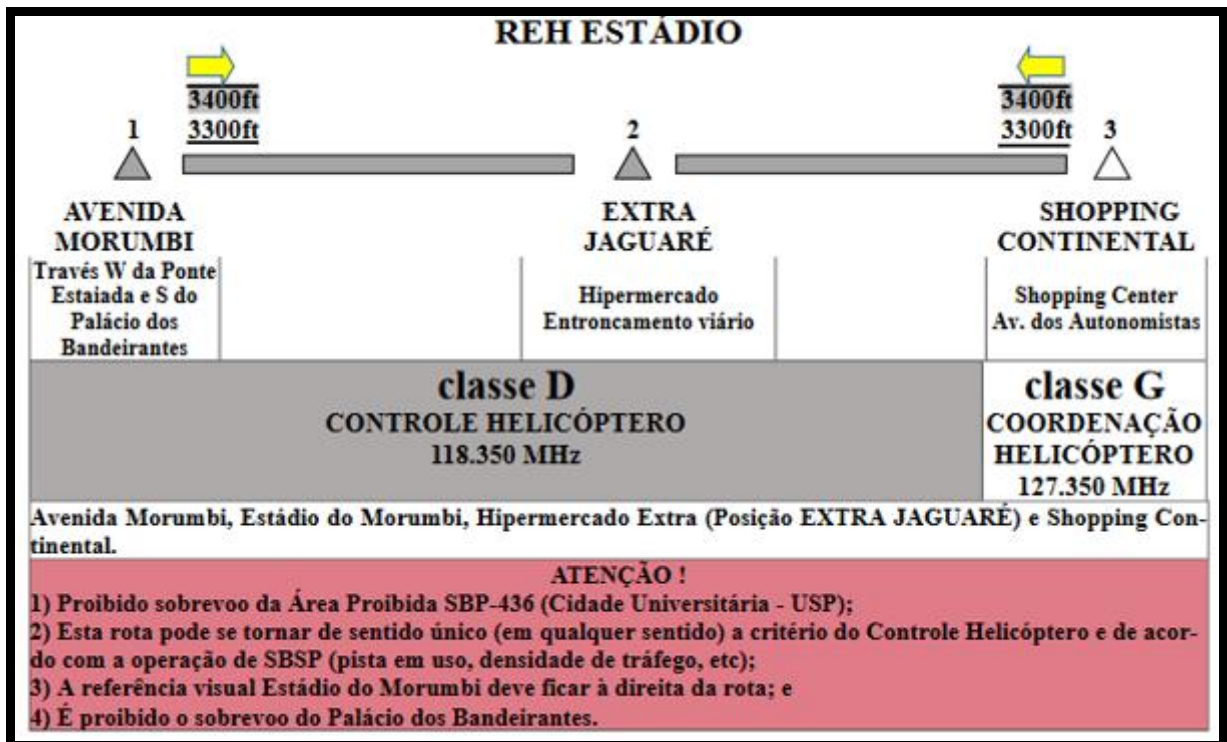 REH ESTÁDIO
3400ft
3300ft
3400ft
3300ft
1
2
3
AVENIDA
MORUMBI
EXTRA
JAGUARÉ
SHOPPING
CONTINENTAL
Través W da Ponte
Estaiada e S do
Palácio dos
Bandeirantes
Hipermercado
Entroncamento viário
Shopping Center
Av. dos Autonomistas
classe D
CONTROLE HELICÓPTERO
118.350 MHz
classe G
COORDENAÇÃO
HELICÓPTERO
127.350 MHz
Avenida Morumbi, Estádio do Morumbi, Hipermercado Extra (Posição EXTRA JAGUARÉ) e Shopping Con-
tinental.
ATENÇÃO !
1) Proibido sobrevoo da Área Proibida SBP-436 (Cidade Universitária - USP);
2) Esta rota pode se tornar de sentido único (em qualquer sentido) a critério do Controle Helicóptero e de acor-
do com a operação de SBSP (pista em uso, densidade de tráfego, etc);
3) A referência visual Estádio do Morumbi deve ficar à direita da rota; e
4) É proibido o sobrevoo do Palácio dos Bandeirantes.